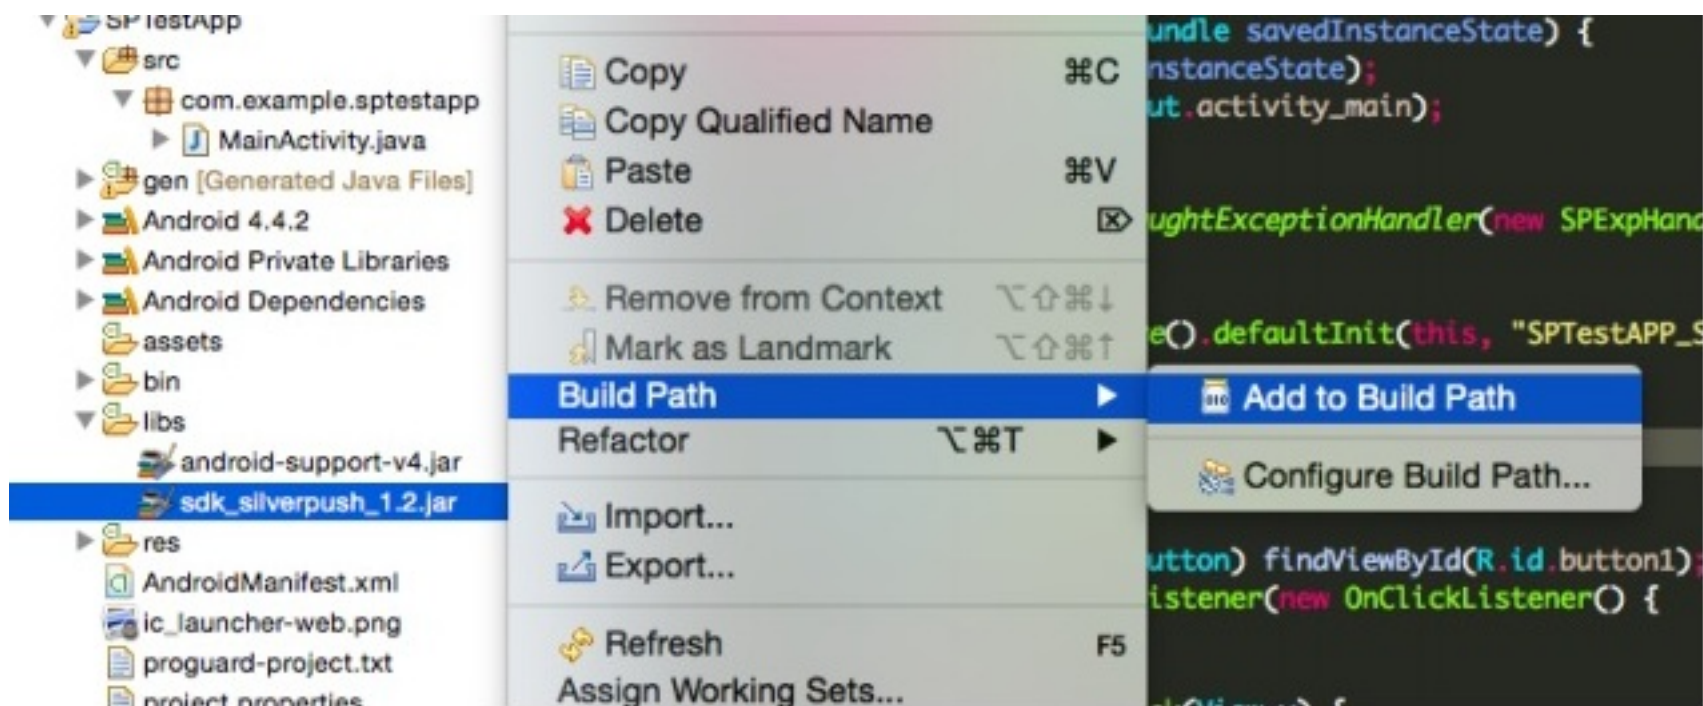 SPTestApp
src
com.example.sptestapp
MainActivity.java
gen [Generated Java Files]
Android 4.4.2
Android Private Libraries
Android Dependencies
assets
bin
libs
android-support-v4.jar
sdk_silverpush_1.2.jar
res
AndroidManifest.xml
ic_launcher-web.png
proguard-project.txt
project.properties
Copy ⌘C
Copy Qualified Name
Paste ⌘V
Delete ⌦
Remove from Context ⌥⇧⌘↓
Mark as Landmark ⌥⇧⌘↑
Build Path ▶
Refactor ⌥⌘T ▶
Import...
Export...
Refresh F5
Assign Working Sets...
Add to Build Path
Configure Build Path...
undle savedInstanceState) {
nstanceState);
ut.activity_main);
ughtExceptionHandler(new SPExpHand
e().defaultInit(this, "SPTestAPP_S
utton) findViewById(R.id.button1);
istener(new OnClickListener() {
(View v) {